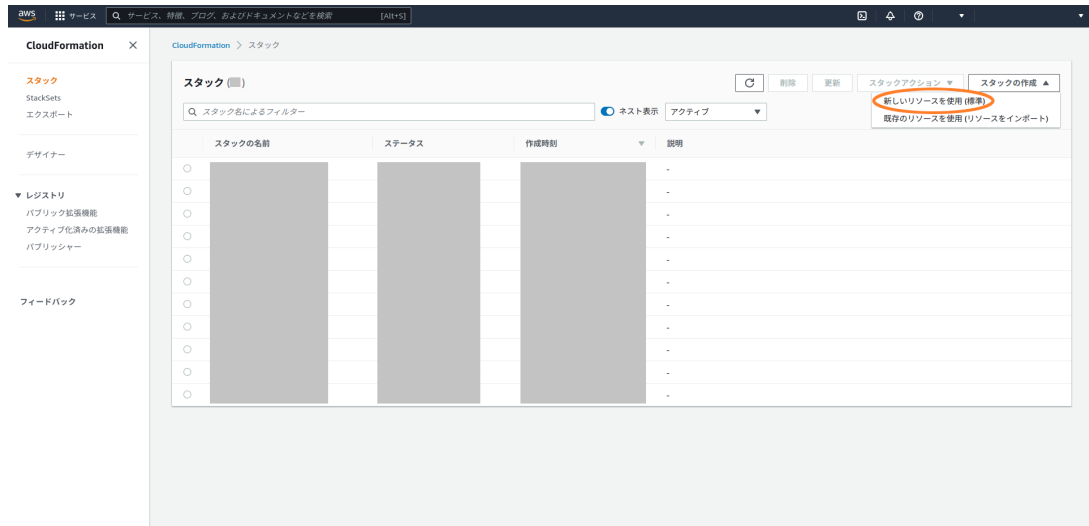 aws サービス サービス、特徴、ブログ、およびドキュメントなどを検索 [Alt+S]
CloudFormation
スタック
StackSets
エクスポート
デザイナー
レジストリ
パブリック拡張機能
アクティブ化済みの拡張機能
パブリッシャー
フィードバック
CloudFormation > スタック
スタック ( )
削除 更新 スタックアクション スタックの作成
新しいリソースを使用 (標準)
既存のリソースを使用 (リソースをインポート)
スタック名によるフィルター
ネスト表示 アクティブ
スタックの名前 ステータス 作成時刻 説明
-
-
-
-
-
-
-
-
-
-
-